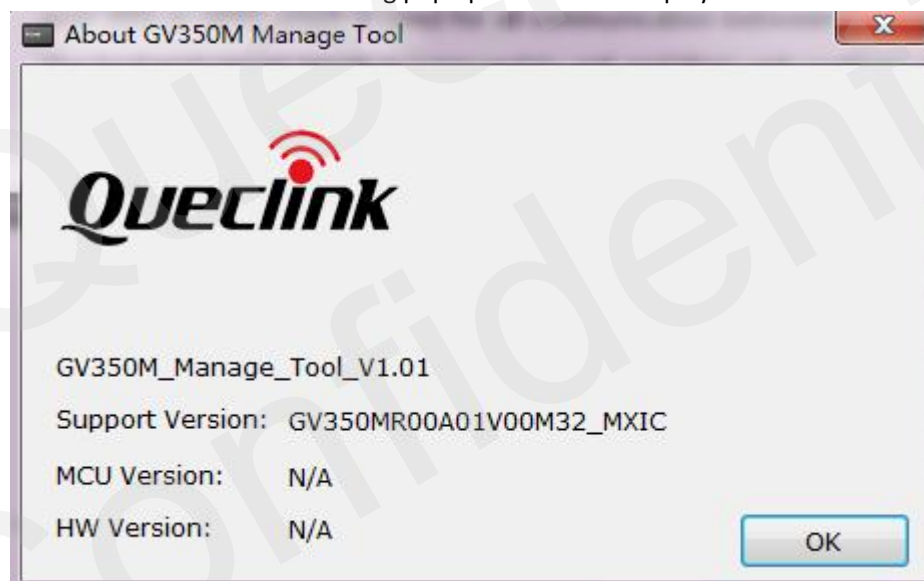 About GV350M Manage Tool
Queclink
GV350M_Manage_Tool_V1.01
Support Version: GV350MR00A01V00M32_MXIC
MCU Version: N/A
HW Version: N/A
OK